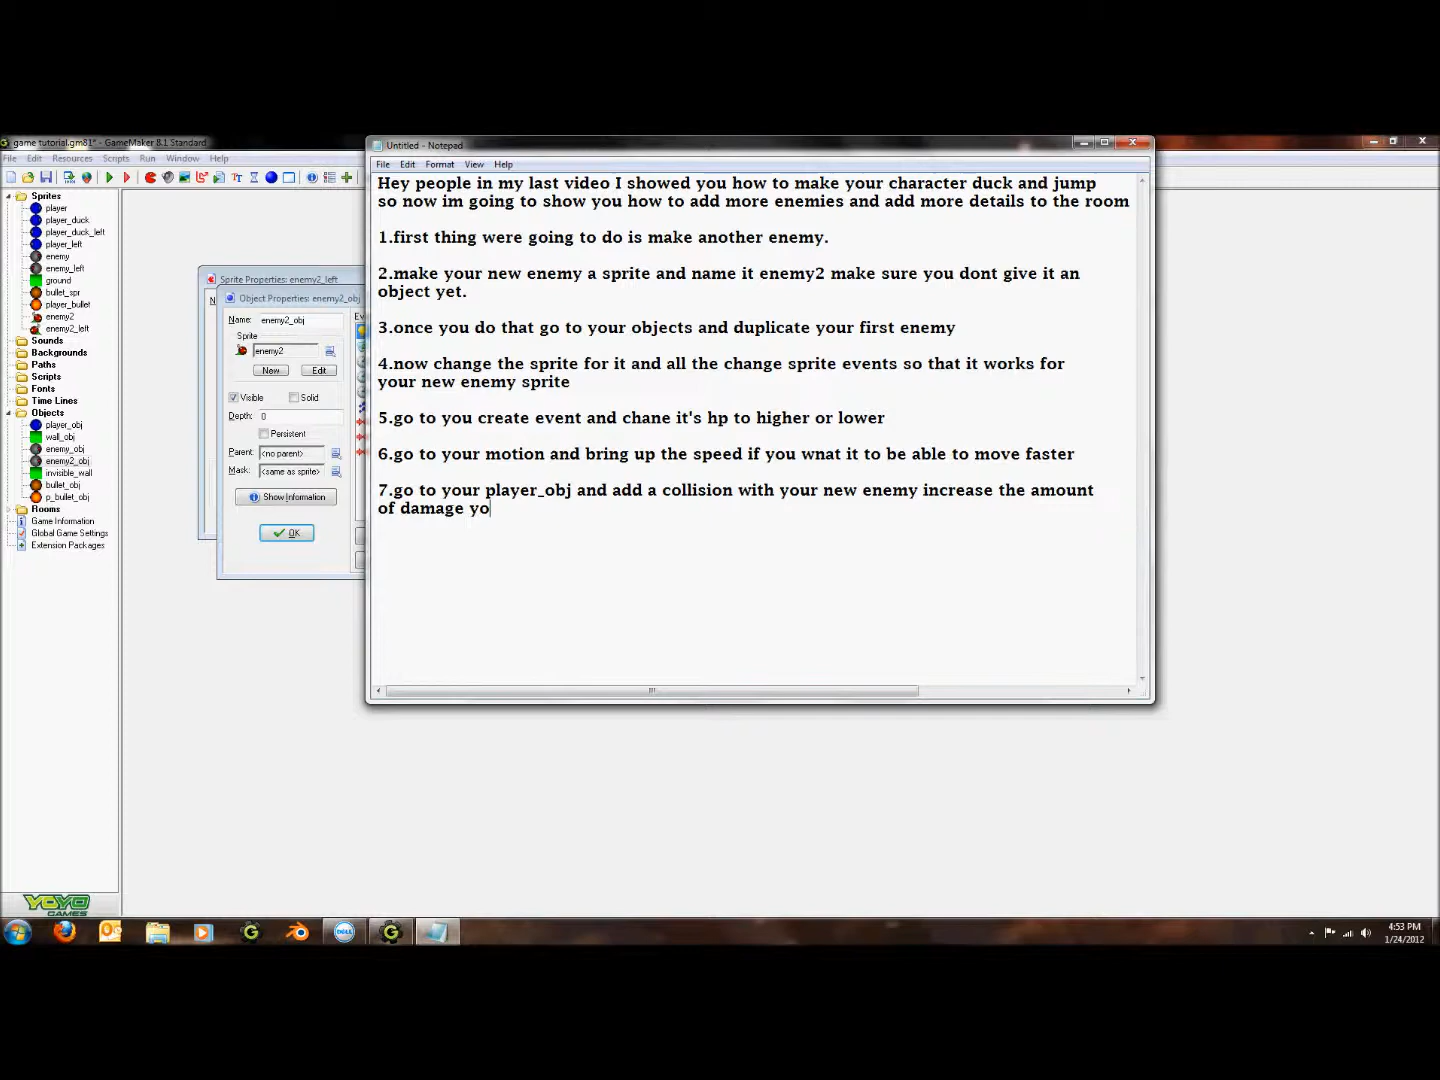 game tutorial.gm81* - GameMaker 8.1 Standard
File Edit Resources Scripts Run Window Help
Sprites
player
player_duck
player_duck_left
player_left
enemy
enemy_left
ground
bullet_spr
player_bullet
enemy2
enemy2_left
Sounds
Backgrounds
Paths
Scripts
Fonts
Time Lines
Objects
player_obj
wall_obj
enemy_obj
enemy2_obj
invisible_wall
bullet_obj
p_bullet_obj
Rooms
Game Information
Global Game Settings
Extension Packages
YOYO
GAMES
Sprite Properties: enemy2_left
Object Properties: enemy2_obj
Name: enemy2_obj
Sprite
enemy2
New Edit
Visible Solid
Depth: 0
Persistent
Parent: <no parent>
Mask: <same as sprite>
Show Information
OK
Untitled - Notepad
File Edit Format View Help
Hey people in my last video I showed you how to make your character duck and jump
so now im going to show you how to add more enemies and add more details to the room
1.first thing were going to do is make another enemy.
2.make your new enemy a sprite and name it enemy2 make sure you dont give it an
object yet.
3.once you do that go to your objects and duplicate your first enemy
4.now change the sprite for it and all the change sprite events so that it works for
your new enemy sprite
5.go to you create event and chane it's hp to higher or lower
6.go to your motion and bring up the speed if you wnat it to be able to move faster
7.go to your player_obj and add a collision with your new enemy increase the amount
of damage yo
4:53 PM
1/24/2012